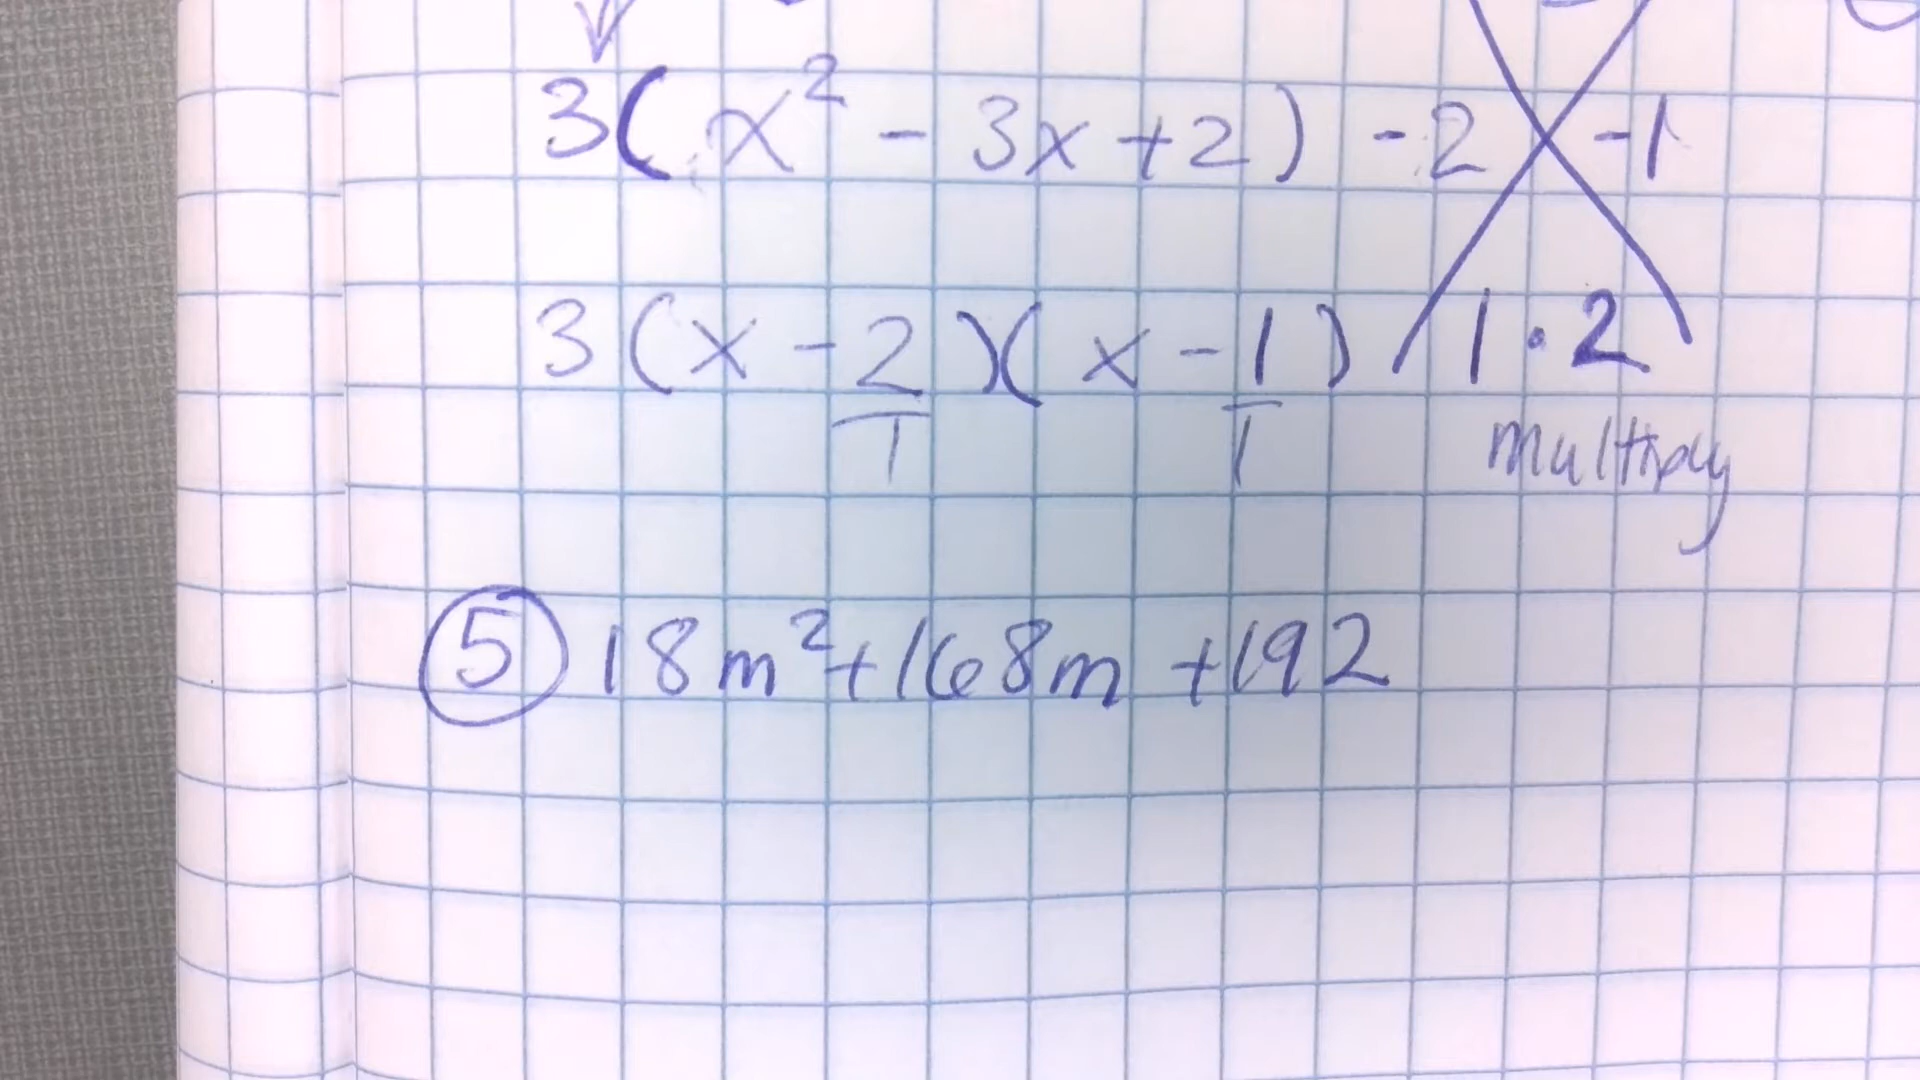 3(x² - 3x + 2) -2 -1
3(x - 2/1)(x - 1/1) 1 • 2
multiply
⑤ 18m² + 168m + 192